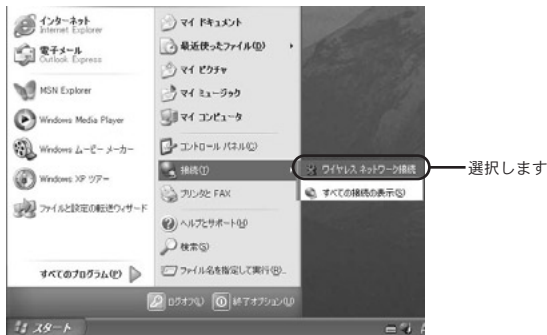 インターネット
Internet Explorer
電子メール
Outlook Express
MSN Explorer
Windows Media Player
Windows ムービー メーカー
Windows XP ツアー
ファイルと設定の転送ウィザード
すべてのプログラム(P)
マイ ドキュメント
最近使ったファイル(D)
マイ ピクチャ
マイ ミュージック
マイ コンピュータ
コントロール パネル(C)
接続(T)
プリンタと FAX
ヘルプとサポート(H)
検索(S)
ファイル名を指定して実行(R)...
ワイヤレス ネットワーク接続
すべての接続の表示(S)
選択します
ログオフ(L)
終了オプション(U)
スタート